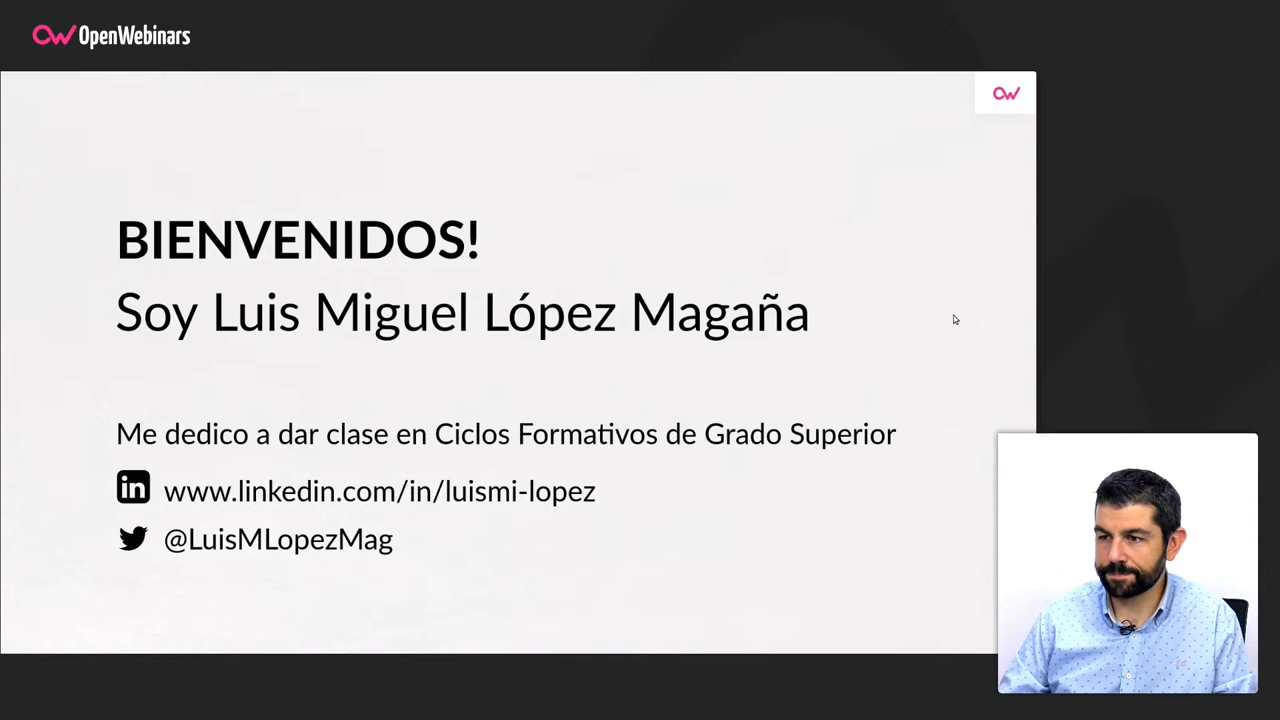 OpenWebinars
BIENVENIDOS!
Soy Luis Miguel López Magaña
Me dedico a dar clase en Ciclos Formativos de Grado Superior
in www.linkedin.com/in/luismi-lopez
@LuisMLopezMag